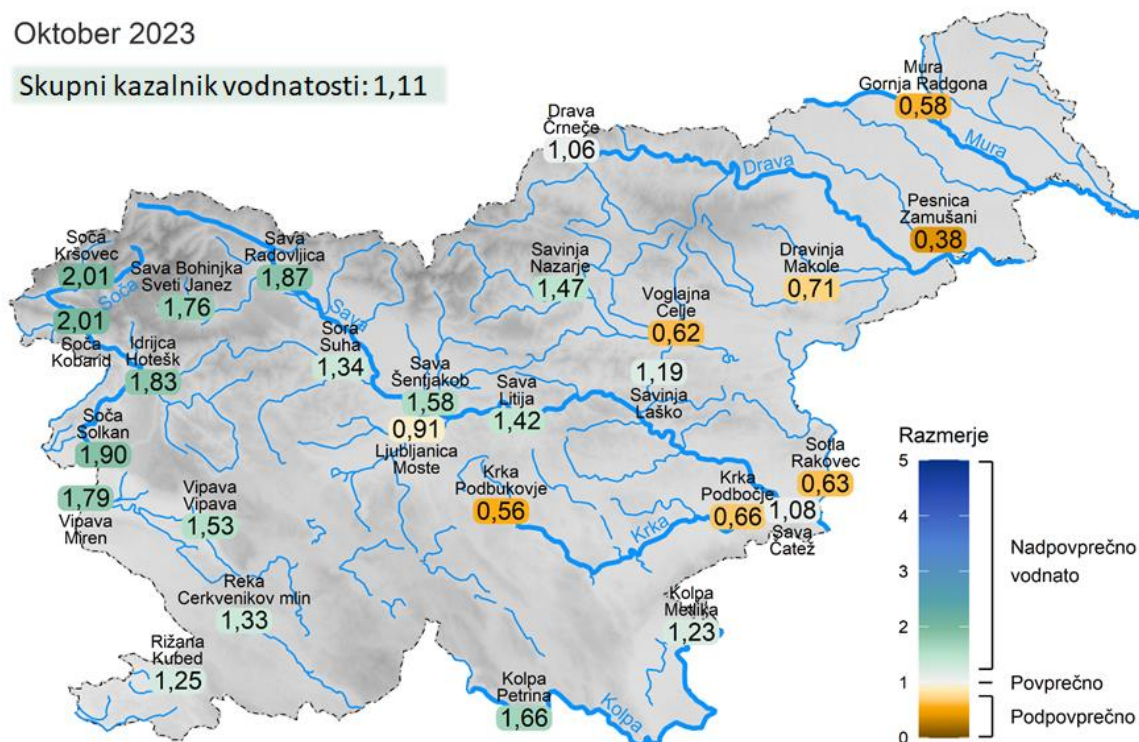 Oktober 2023
Skupni kazalnik vodnatosti: 1,11
Mura
Gornja Radgona
0,58
Mura
Drava
Črneče
1,06
Drava
Pesnica
Zamušani
0,38
Soča
Kršovec
2,01
Soča
Sava Bohinjka
Sveti Janez
1,76
Sava
Radovljica
1,87
Sava
Savinja
Nazarje
1,47
Dravinja
Makole
0,71
Voglajna
Celje
0,62
2,01
Soča
Kobarid
Idrijca
Hotešk
1,83
Sora
Suha
1,34
Sava
Šentjakob
1,58
Sava
Litija
1,42
1,19
Savinja
Laško
0,91
Ljubljanica
Moste
Soča
Solkan
1,90
1,79
Vipava
Miren
Vipava
Vipava
1,53
Krka
Podbukovje
0,56
Krka
Krka
Podbočje
0,66
Sotla
Rakovec
0,63
1,08
Sava
Čatež
Reka
Cerkvenikov mlin
1,33
Kolpa
Metlika
1,23
Rižana
Kubed
1,25
Kolpa
Petrina
1,66
Kolpa
Razmerje
5
4
3
2
1
0
Nadpovprečno
vodnato
Povprečno
Podpovprečno